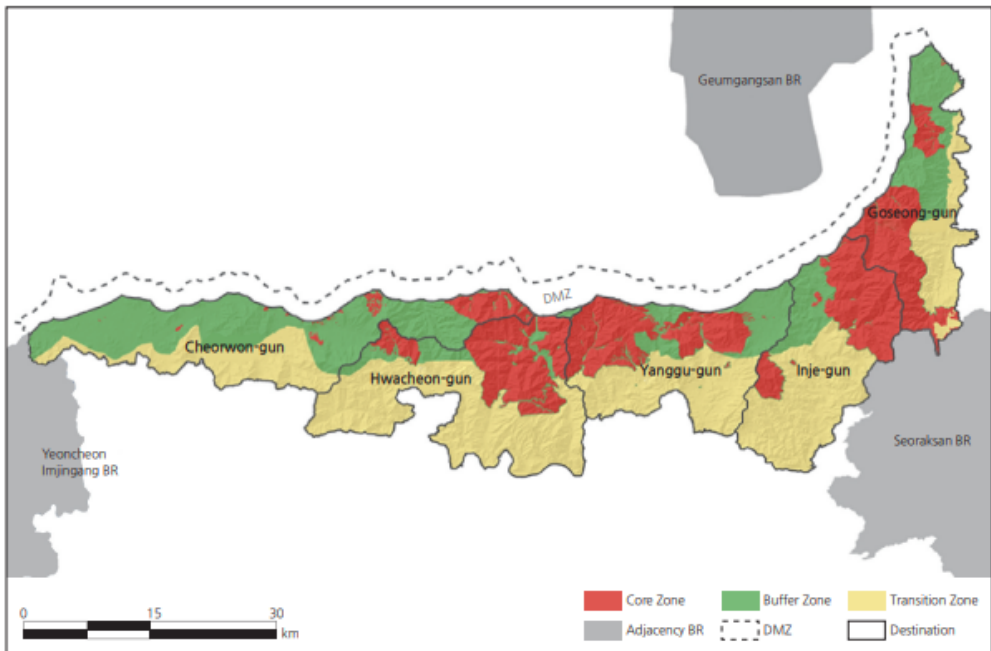 Geumgangsan BR
Goseong-gun
DMZ
Cheorwon-gun
Hwacheon-gun
Yanggu-gun
Inje-gun
Yeoncheon
Imjingang BR
Seoraksan BR
0 15 30
km
Core Zone Buffer Zone Transition Zone
Adjacency BR DMZ Destination